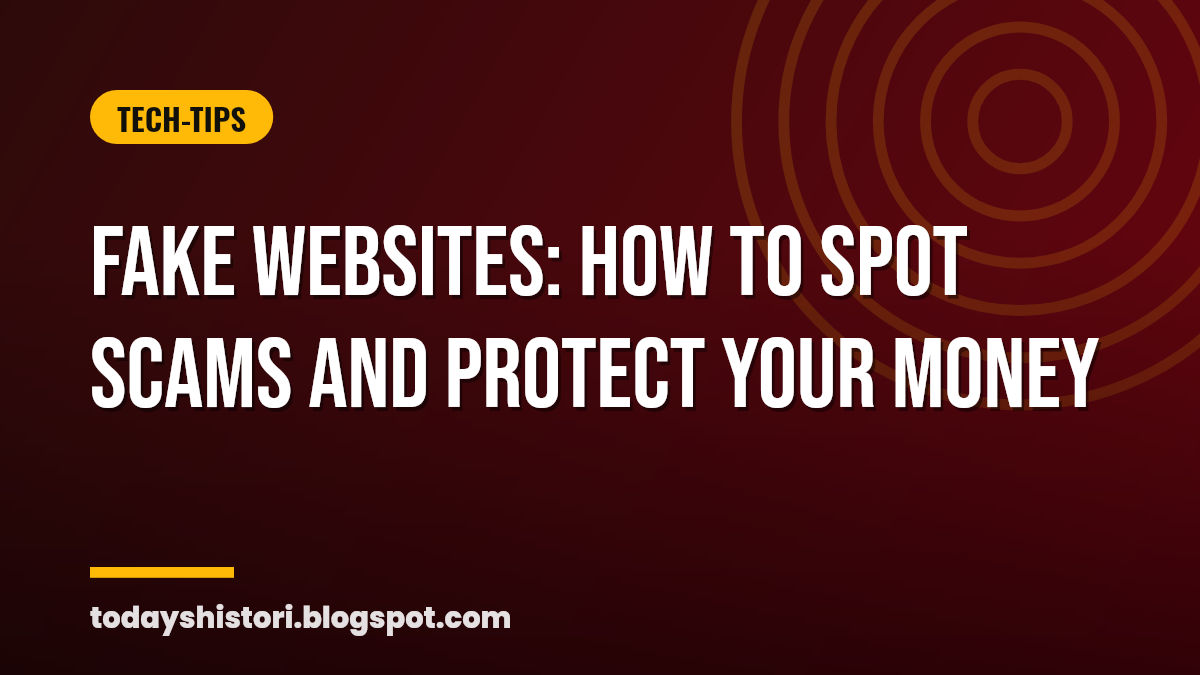 TECH-TIPS
FAKE WEBSITES: HOW TO SPOT
SCAMS AND PROTECT YOUR MONEY
todayshistori.blogspot.com